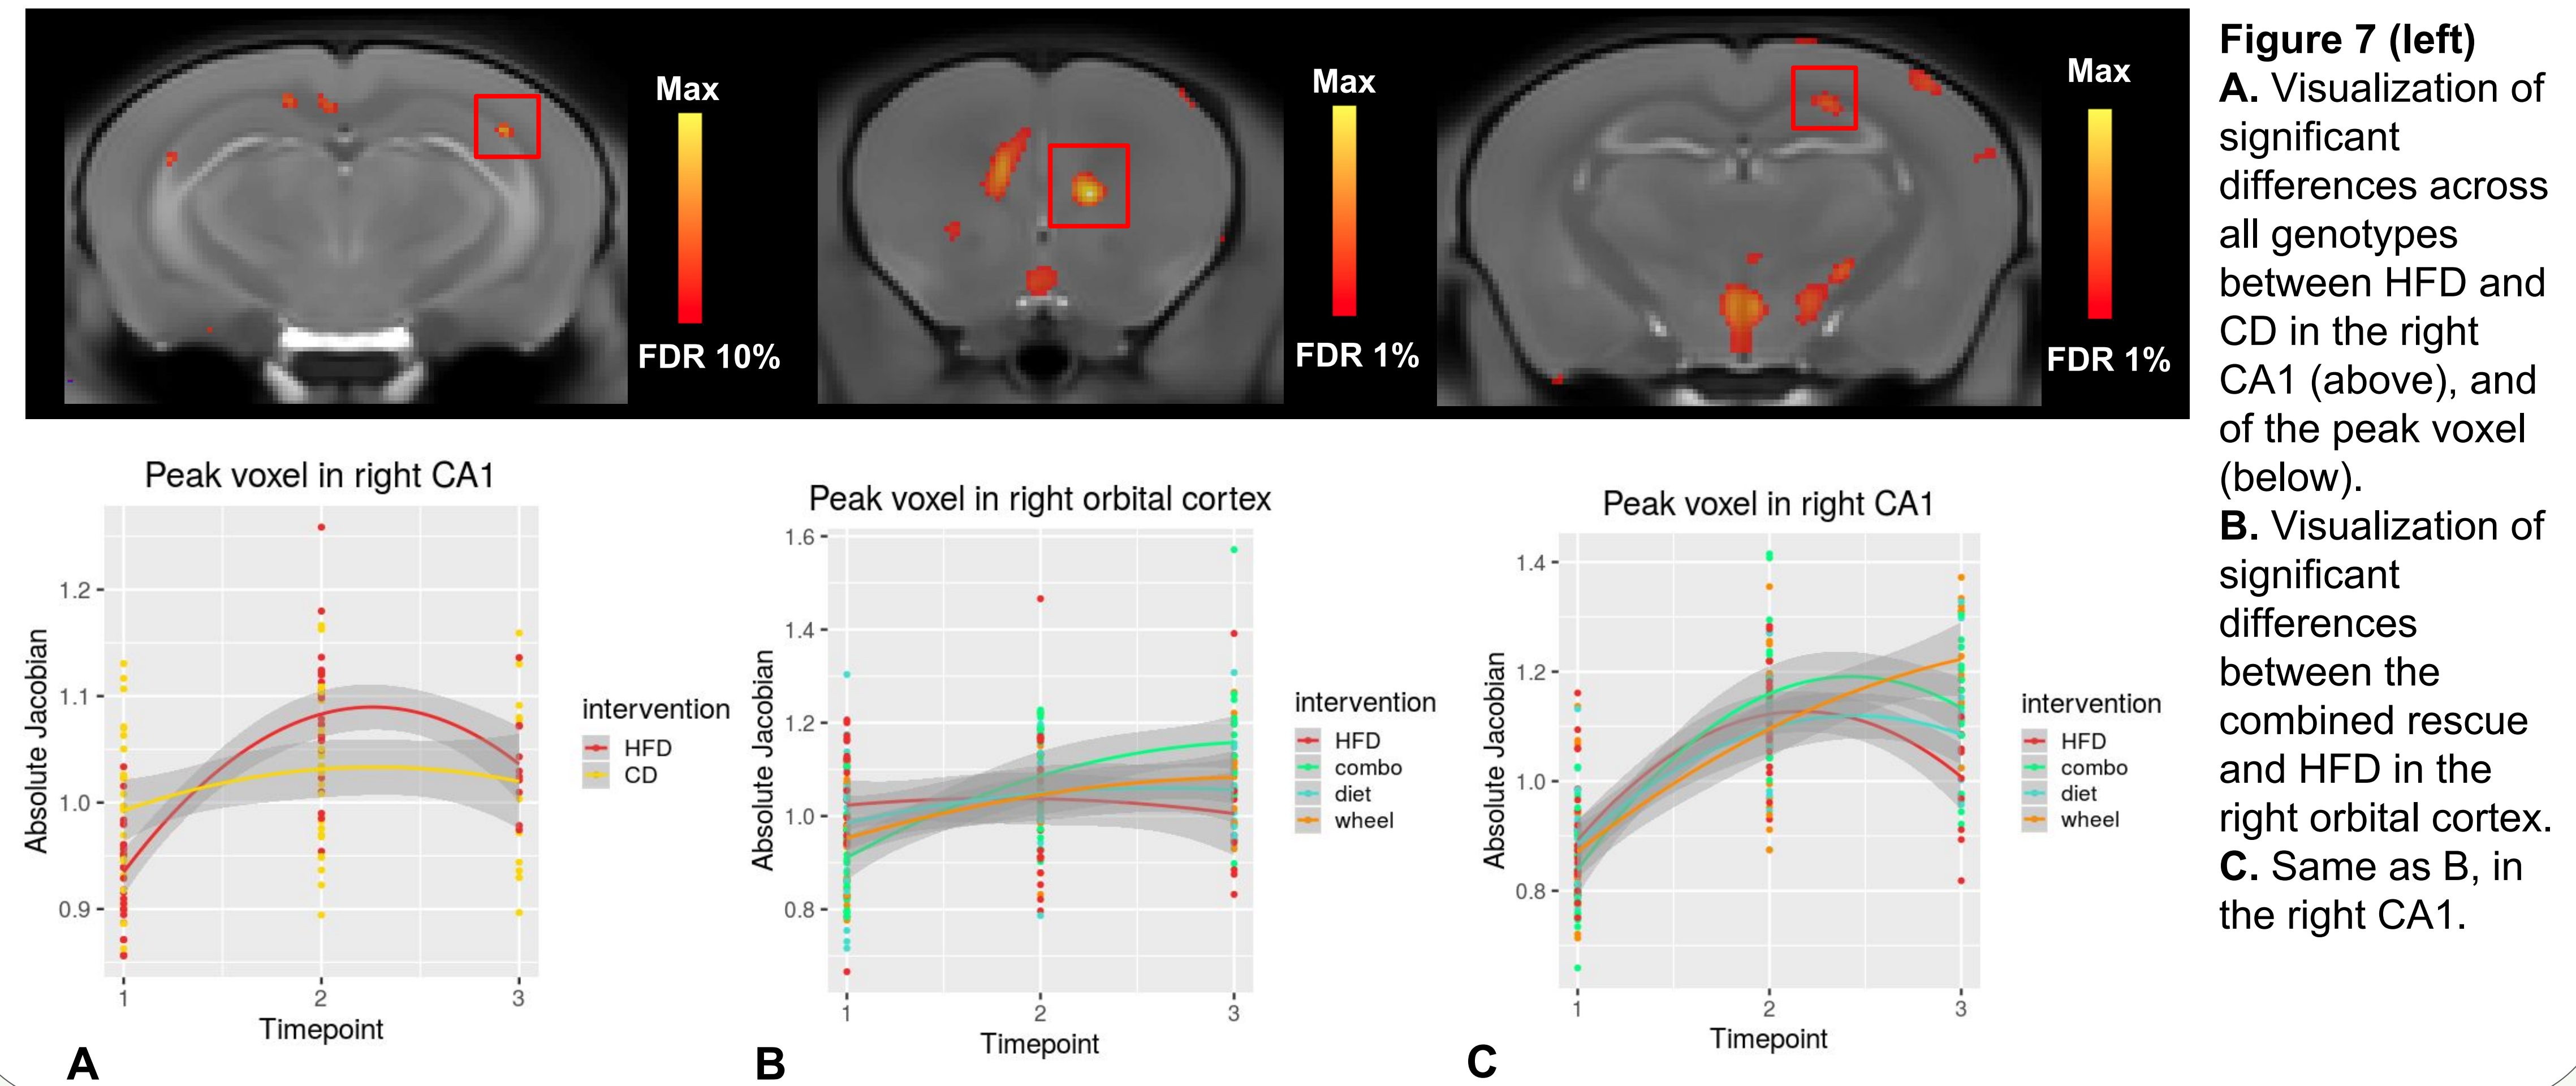 Max
FDR 10%
Max
FDR 1%
Max
FDR 1%
Figure 7 (left)
A. Visualization of
significant
differences across
all genotypes
between HFD and
CD in the right
CA1 (above), and
of the peak voxel
(below).
B. Visualization of
significant
differences
between the
combined rescue
and HFD in the
right orbital cortex.
C. Same as B, in
the right CA1.
Peak voxel in right CA1
Absolute Jacobian
1.2
1.1
1.0
0.9
1 2 3
Timepoint
intervention
HFD
CD
A
Peak voxel in right orbital cortex
Absolute Jacobian
1.6
1.4
1.2
1.0
0.8
1 2 3
Timepoint
intervention
HFD
combo
diet
wheel
B
Peak voxel in right CA1
Absolute Jacobian
1.4
1.2
1.0
0.8
1 2 3
Timepoint
intervention
HFD
combo
diet
wheel
C